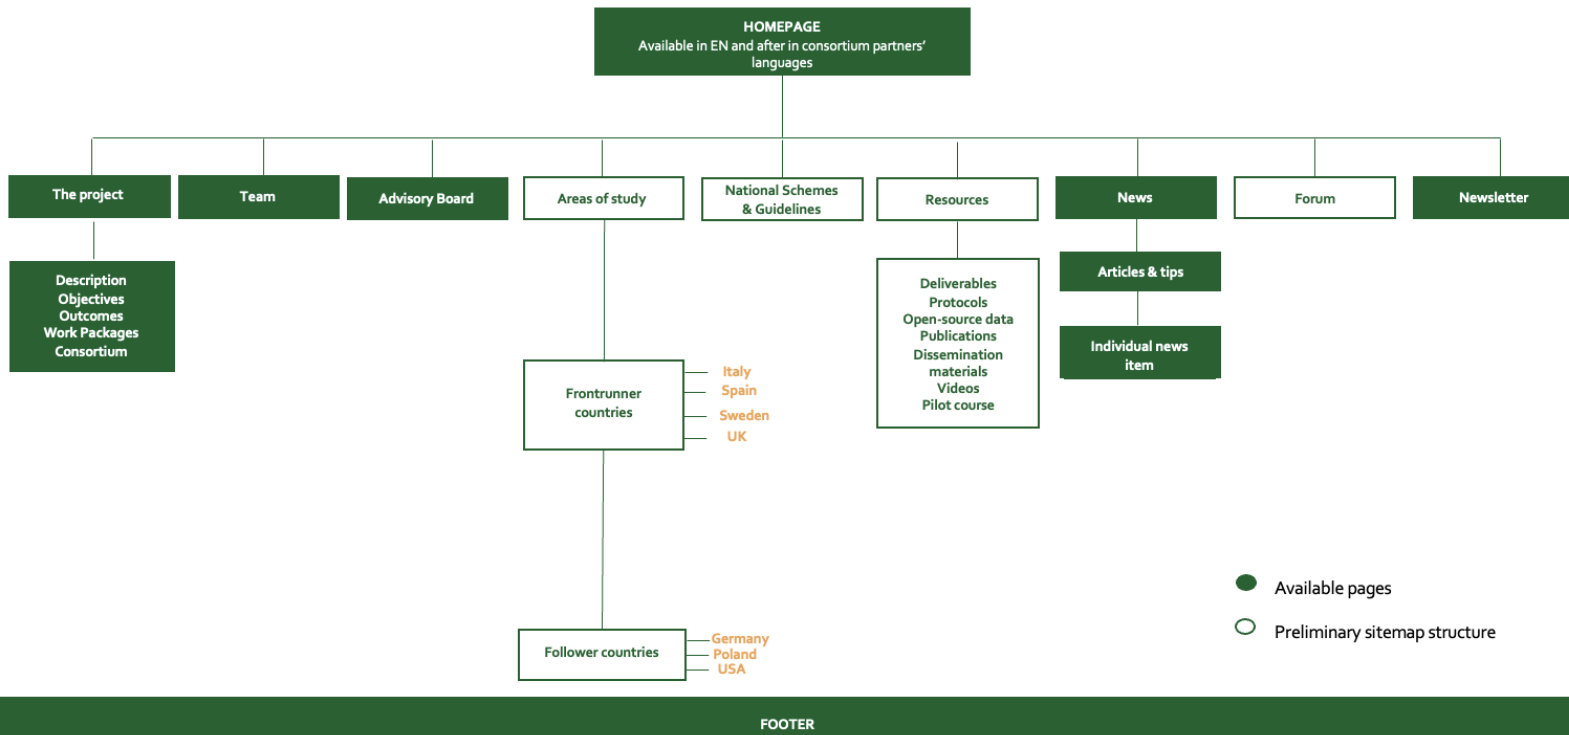 HOMEPAGE
Available in EN and after in consortium partners’
languages
The project
Team
Advisory Board
Areas of study
National Schemes
& Guidelines
Resources
News
Forum
Newsletter
Description
Objectives
Outcomes
Work Packages
Consortium
Frontrunner
countries
Italy
Spain
Sweden
UK
Follower countries
Germany
Poland
USA
Deliverables
Protocols
Open-source data
Publications
Dissemination
materials
Videos
Pilot course
Articles & tips
Individual news
item
Available pages
Preliminary sitemap structure
FOOTER